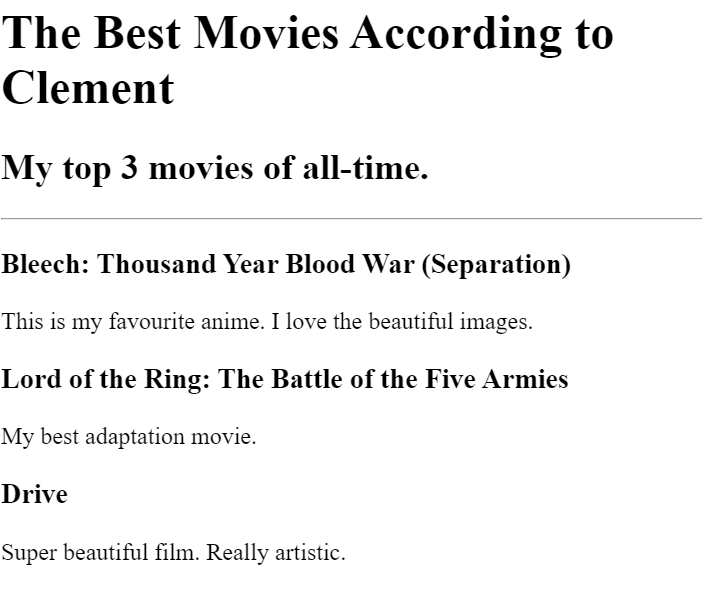 The Best Movies According to
Clement
My top 3 movies of all-time.
Bleech: Thousand Year Blood War (Separation)
This is my favourite anime. I love the beautiful images.
Lord of the Ring: The Battle of the Five Armies
My best adaptation movie.
Drive
Super beautiful film. Really artistic.